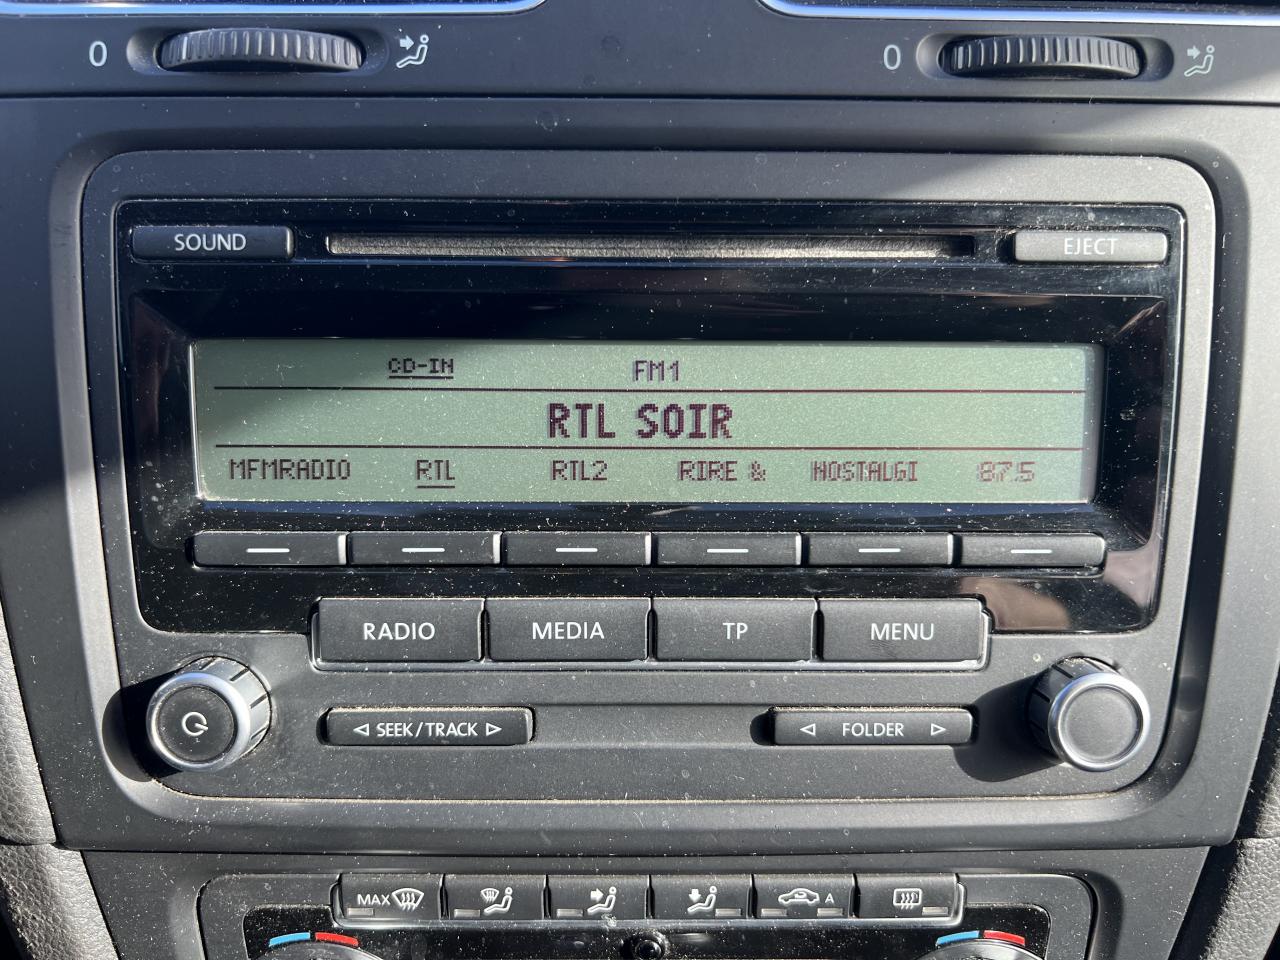 0 0
SOUND EJECT
CD-IN FM1
RTL SOIR
MFMRADIO RTL RTL2 RIRE & NOSTALGI 87.5
RADIO MEDIA TP MENU
SEEK/TRACK FOLDER
MAX A